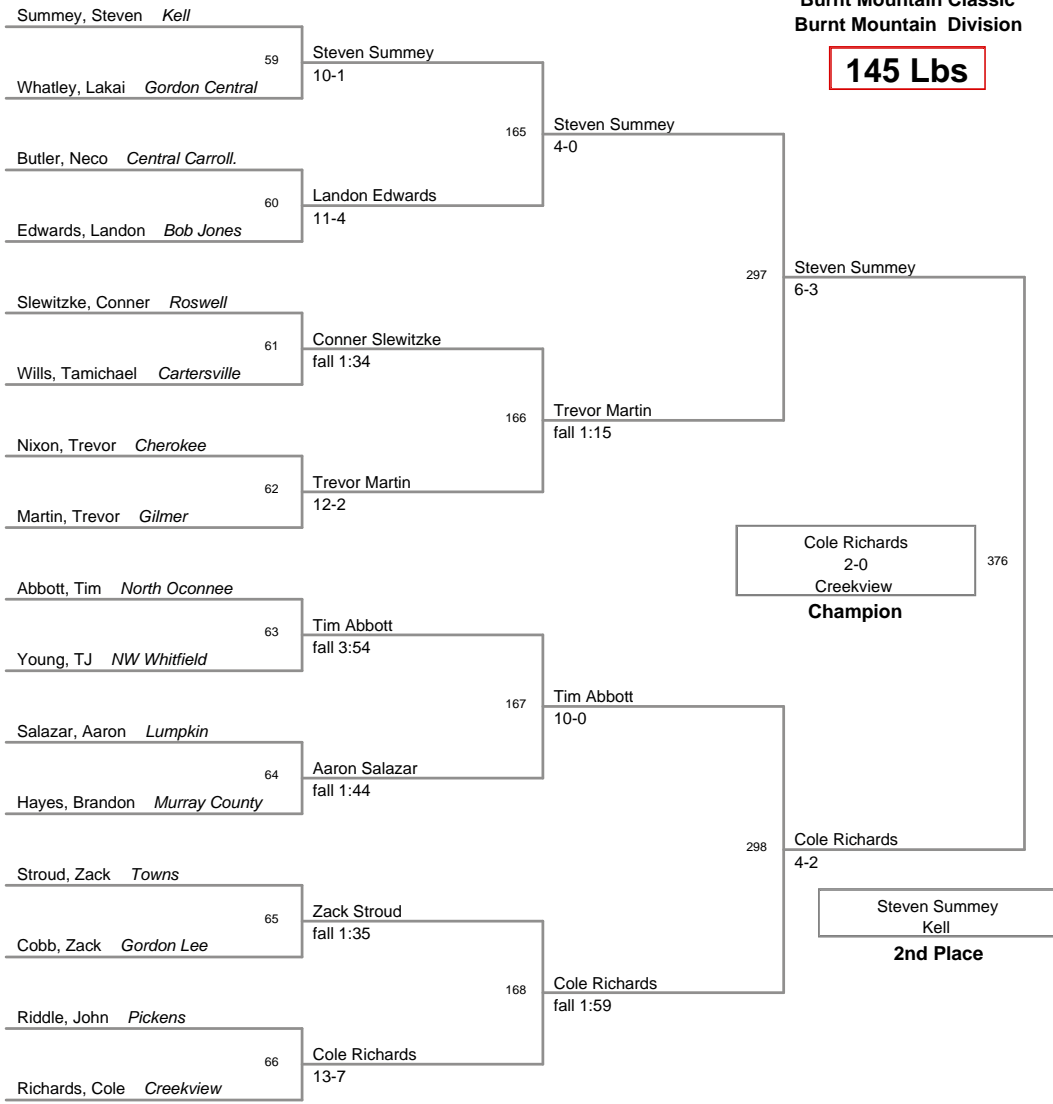 Burnt Mountain Classic
Burnt Mountain Division
145 Lbs
Summey, Steven Kell
59
Whatley, Lakai Gordon Central
Steven Summey
10-1
Butler, Neco Central Carroll.
60
Edwards, Landon Bob Jones
Landon Edwards
11-4
165
Steven Summey
4-0
Slewitzke, Conner Roswell
61
Wills, Tamichael Cartersville
Conner Slewitzke
fall 1:34
Nixon, Trevor Cherokee
62
Martin, Trevor Gilmer
Trevor Martin
12-2
166
Trevor Martin
fall 1:15
297
Steven Summey
6-3
Abbott, Tim North Oconnee
63
Young, TJ NW Whitfield
Tim Abbott
fall 3:54
Salazar, Aaron Lumpkin
64
Hayes, Brandon Murray County
Aaron Salazar
fall 1:44
167
Tim Abbott
10-0
Stroud, Zack Towns
65
Cobb, Zack Gordon Lee
Zack Stroud
fall 1:35
Riddle, John Pickens
66
Richards, Cole Creekview
Cole Richards
13-7
168
Cole Richards
fall 1:59
298
Cole Richards
4-2
376
Cole Richards
2-0
Creekview
Champion
Steven Summey
Kell
2nd Place